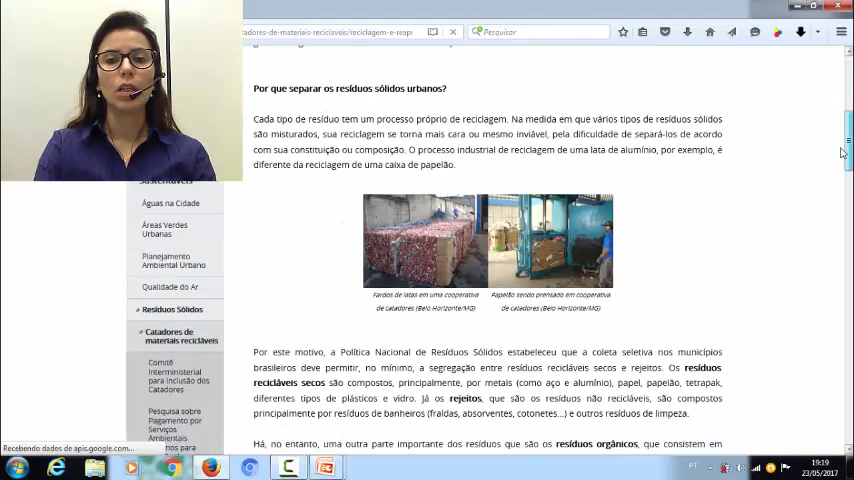 catadores-de-materiais-reciclaveis/reciclagem-e-reap
Pesquisar
Por que separar os resíduos sólidos urbanos?
Cada tipo de resíduo tem um processo próprio de reciclagem. Na medida em que vários tipos de resíduos sólidos
são misturados, sua reciclagem se torna mais cara ou mesmo inviável, pela dificuldade de separá-los de acordo
com sua constituição ou composição. O processo industrial de reciclagem de uma lata de alumínio, por exemplo, é
diferente da reciclagem de uma caixa de papelão.
Sustentáveis
Águas na Cidade
Áreas Verdes
Urbanas
Planejamento
Ambiental Urbano
Qualidade do Ar
Resíduos Sólidos
Catadores de
materiais recicláveis
Comitê
Interministerial
para Inclusão dos
Catadores
Pesquisa sobre
Pagamento por
Serviços
Ambientais
Fardos de latas em uma cooperativa
de catadores (Belo Horizonte/MG)
Papelão sendo prensado em cooperativa
de catadores (Belo Horizonte/MG)
Por este motivo, a Política Nacional de Resíduos Sólidos estabeleceu que a coleta seletiva nos municípios
brasileiros deve permitir, no mínimo, a segregação entre resíduos recicláveis secos e rejeitos. Os resíduos
recicláveis secos são compostos, principalmente, por metais (como aço e alumínio), papel, papelão, tetrapak,
diferentes tipos de plásticos e vidro. Já os rejeitos, que são os resíduos não recicláveis, são compostos
principalmente por resíduos de banheiros (fraldas, absorventes, cotonetes...) e outros resíduos de limpeza.
Há, no entanto, uma outra parte importante dos resíduos que são os resíduos orgânicos, que consistem em
Recebendo dados de apis.google.com...
PT
19:19
23/05/2017